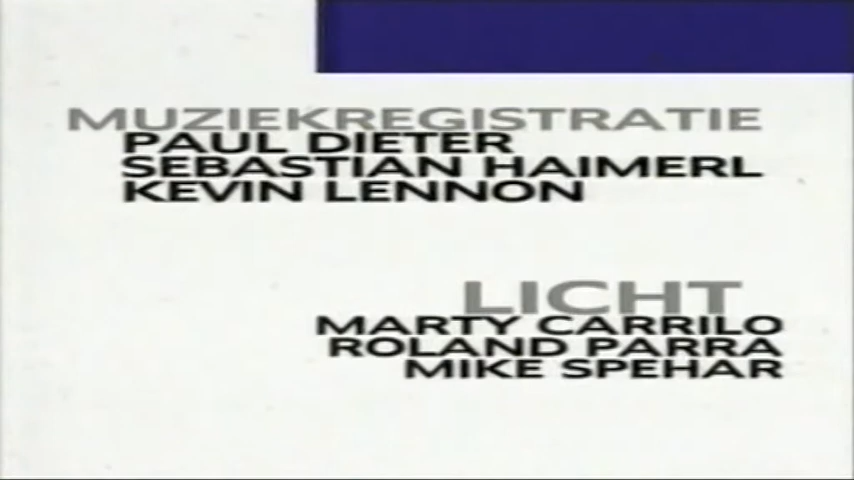 MUZIEKREGISTRATIE
PAUL DIETER
SEBASTIAN HAIMERL
KEVIN LENNON
LICHT
MARTY CARRILO
ROLAND PARRA
MIKE SPEHAR